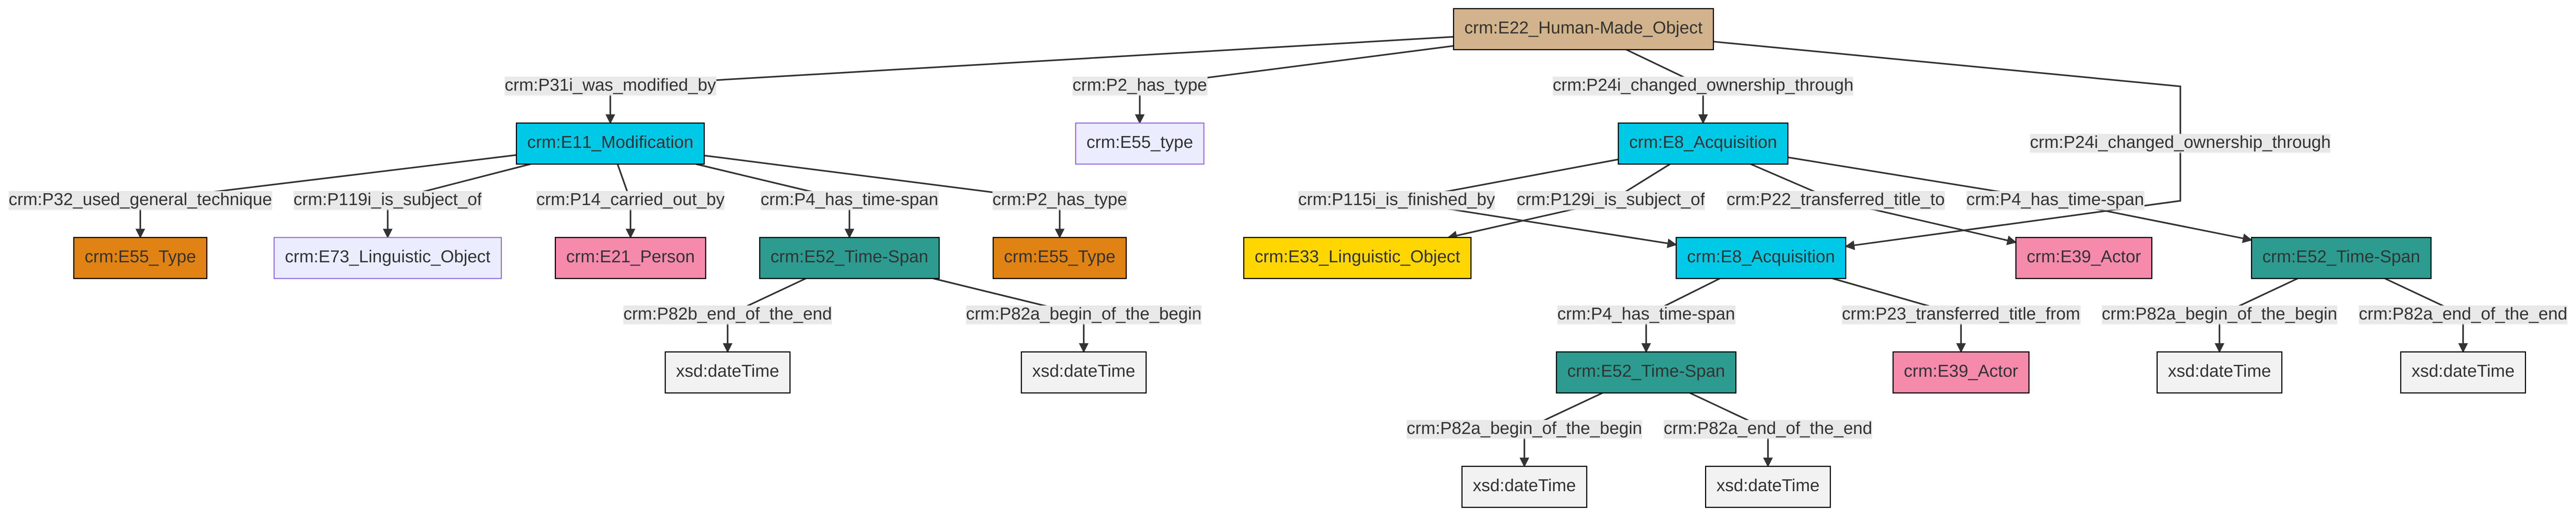 crm:E22_Human-Made_Object
crm:P31i_was_modified_by
crm:P2_has_type
crm:P24i_changed_ownership_through
crm:E11_Modification
crm:E55_type
crm:E8_Acquisition
crm:P24i_changed_ownership_through
crm:P32_used_general_technique
crm:P119i_is_subject_of
crm:P14_carried_out_by
crm:P4_has_time-span
crm:P2_has_type
crm:P115i_is_finished_by
crm:P129i_is_subject_of
crm:P22_transferred_title_to
crm:P4_has_time-span
crm:E55_Type
crm:E73_Linguistic_Object
crm:E21_Person
crm:E52_Time-Span
crm:E55_Type
crm:E33_Linguistic_Object
crm:E8_Acquisition
crm:E39_Actor
crm:E52_Time-Span
crm:P82b_end_of_the_end
crm:P82a_begin_of_the_begin
crm:P4_has_time-span
crm:P23_transferred_title_from
crm:P82a_begin_of_the_begin
crm:P82a_end_of_the_end
xsd:dateTime
xsd:dateTime
crm:E52_Time-Span
crm:E39_Actor
xsd:dateTime
xsd:dateTime
crm:P82a_begin_of_the_begin
crm:P82a_end_of_the_end
xsd:dateTime
xsd:dateTime